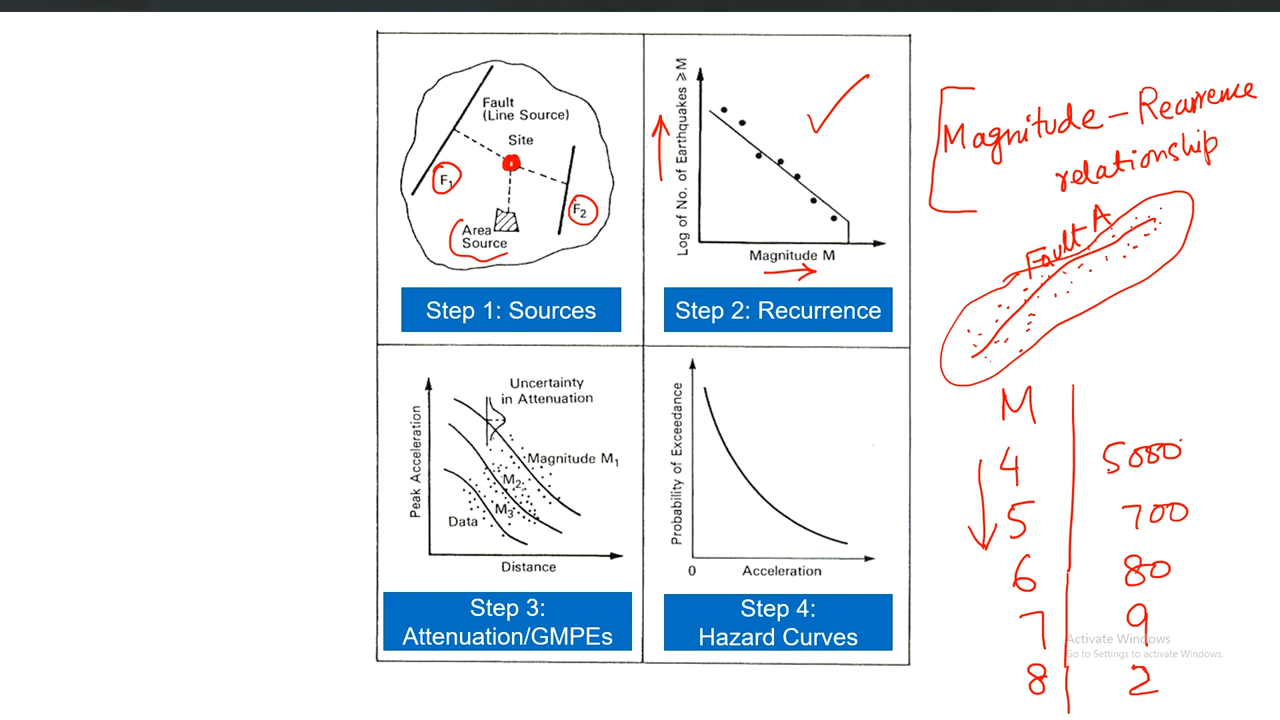 Fault
(Line Source)
Site
F1
F2
Area
Source
Step 1: Sources
Log of No. of Earthquakes ⩾M
Magnitude M
Step 2: Recurrence
Magnitude - Recurrence
relationship
Fault A
Uncertainty
in Attenuation
Peak Acceleration
Magnitude M1
M2
M3
Data
Distance
Step 3:
Attenuation/GMPEs
Probability of Exceedance
0 Acceleration
Step 4:
Hazard Curves
M
4 5000
5 700
6 80
7 9
8 2
Activate Windows
Go to Settings to activate Windows.